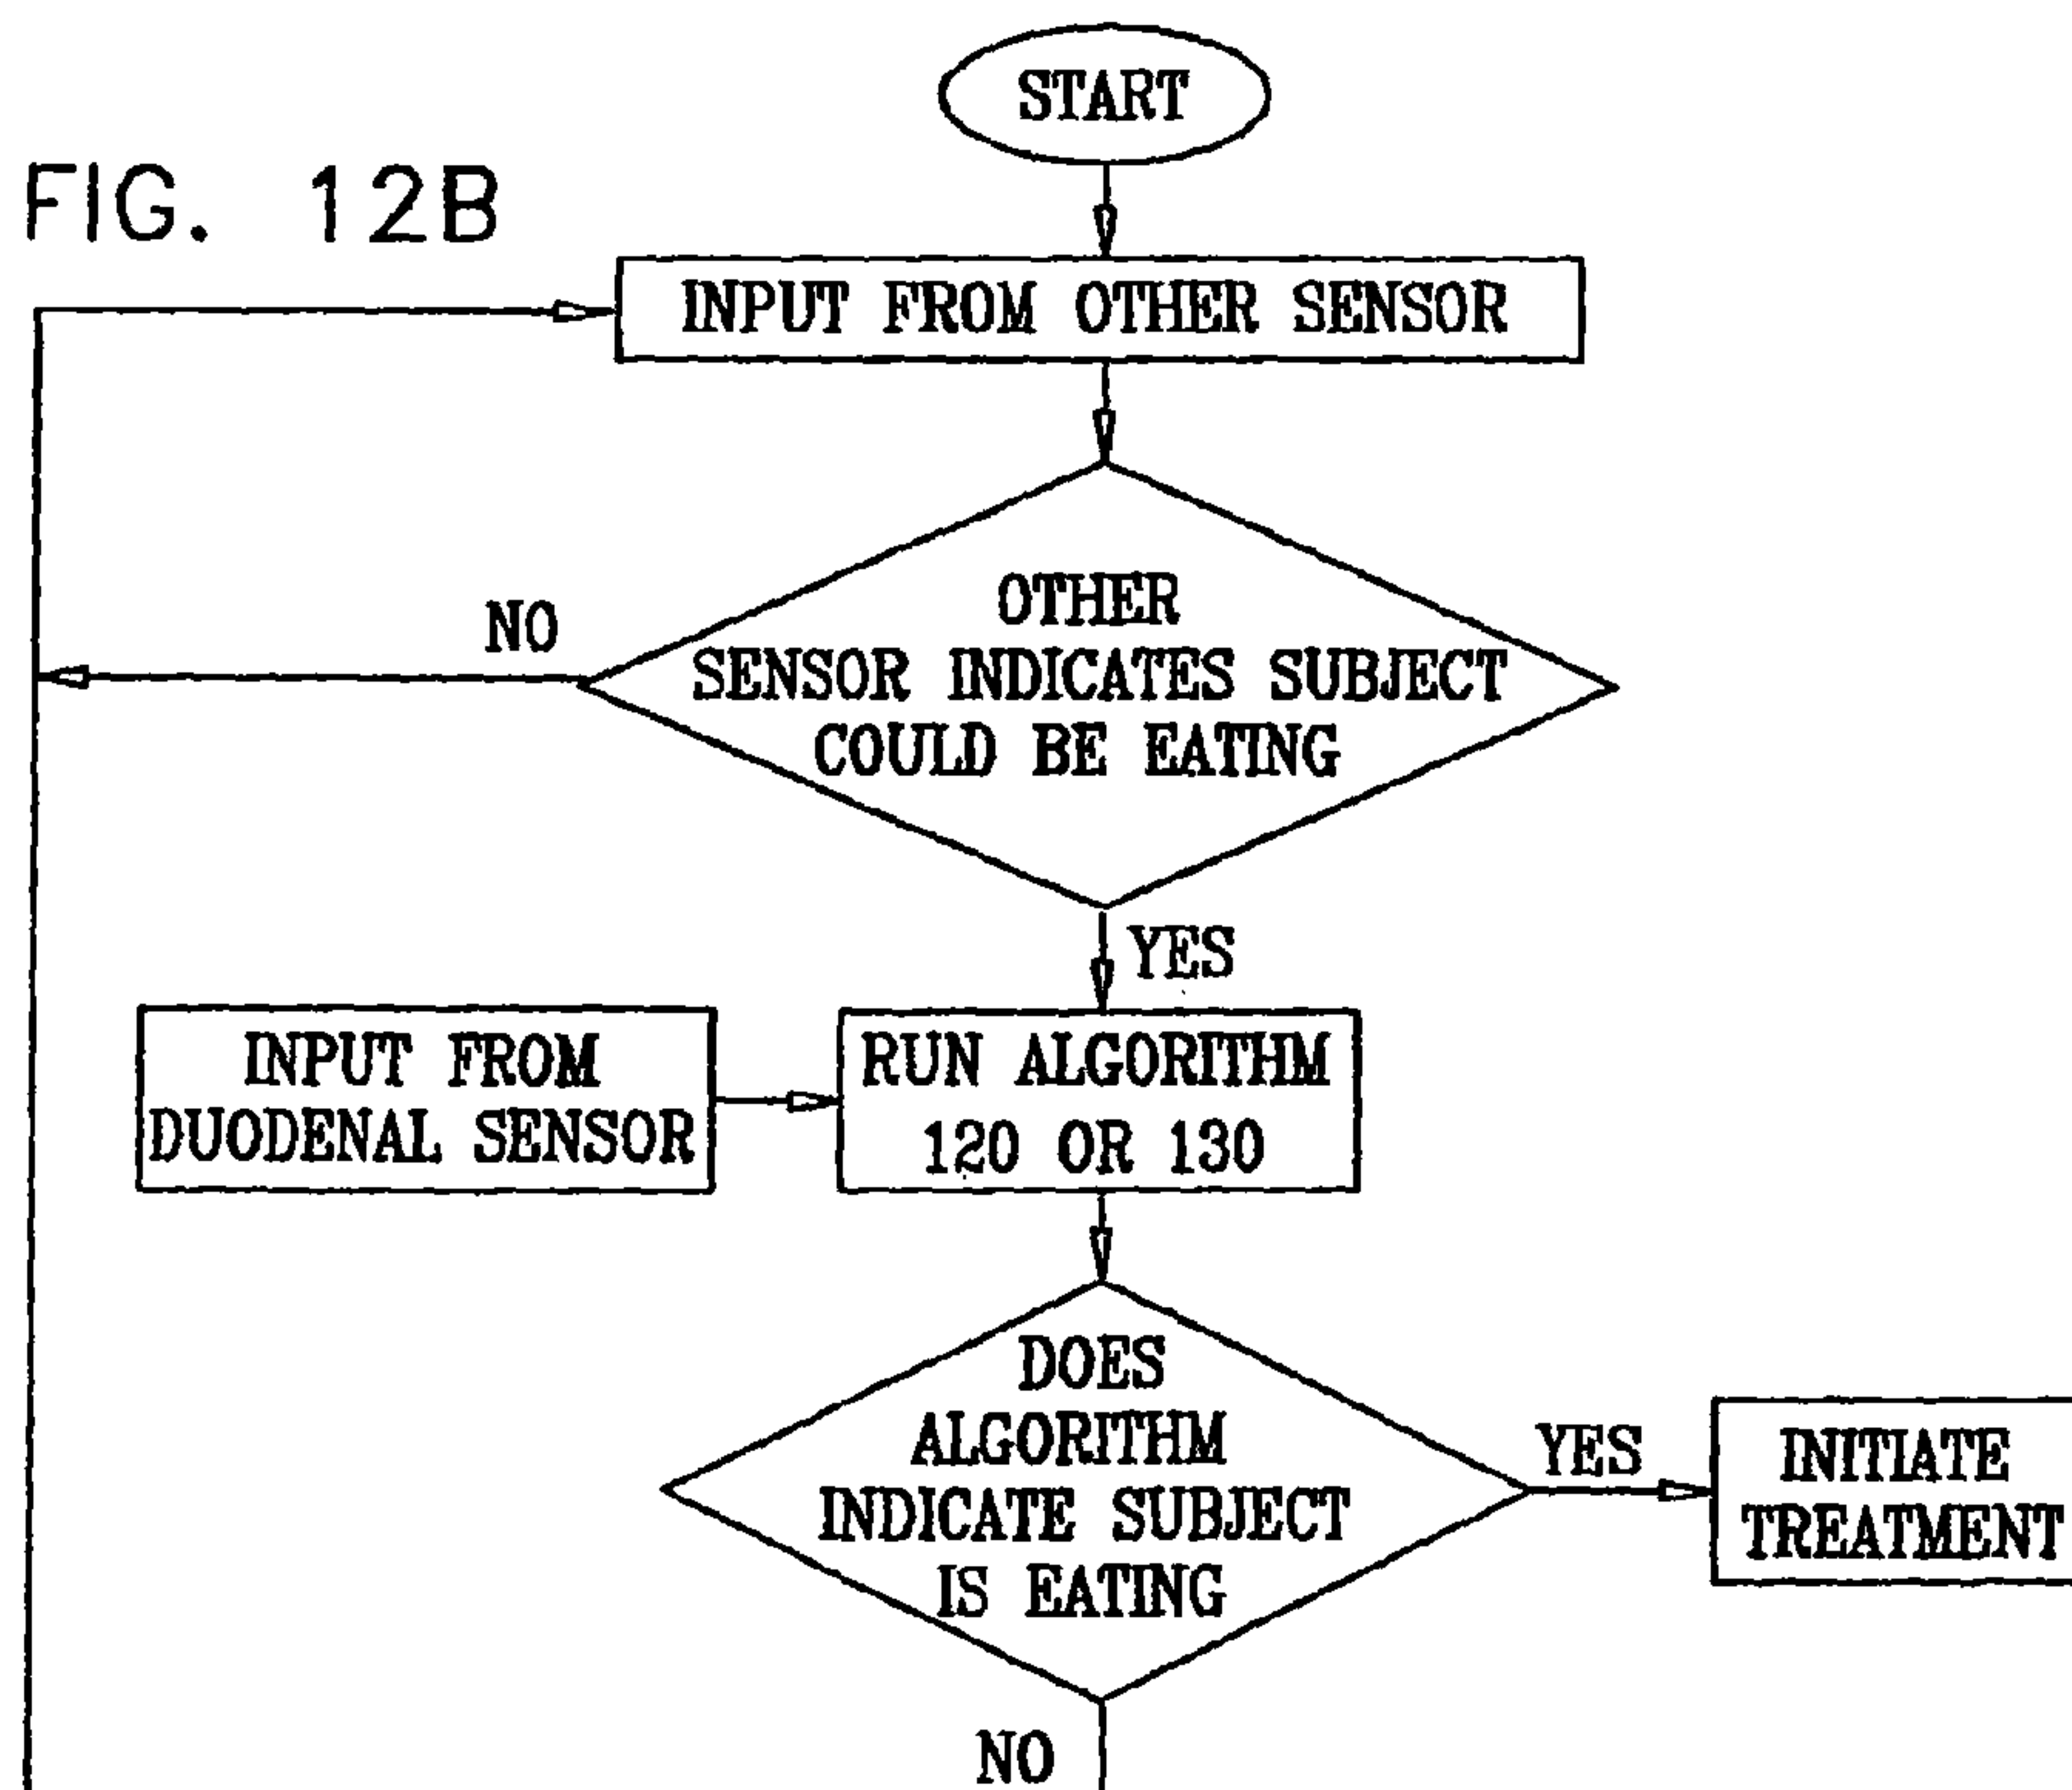 START
FIG. 12B
INPUT FROM OTHER SENSOR
OTHER
SENSOR INDICATES SUBJECT
COULD BE EATING
NO
YES
INPUT FROM
DUODENAL SENSOR
RUN ALGORITHM
120 OR 130
DOES
ALGORITHM
INDICATE SUBJECT
IS EATING
YES
INITIATE
TREATMENT
NO